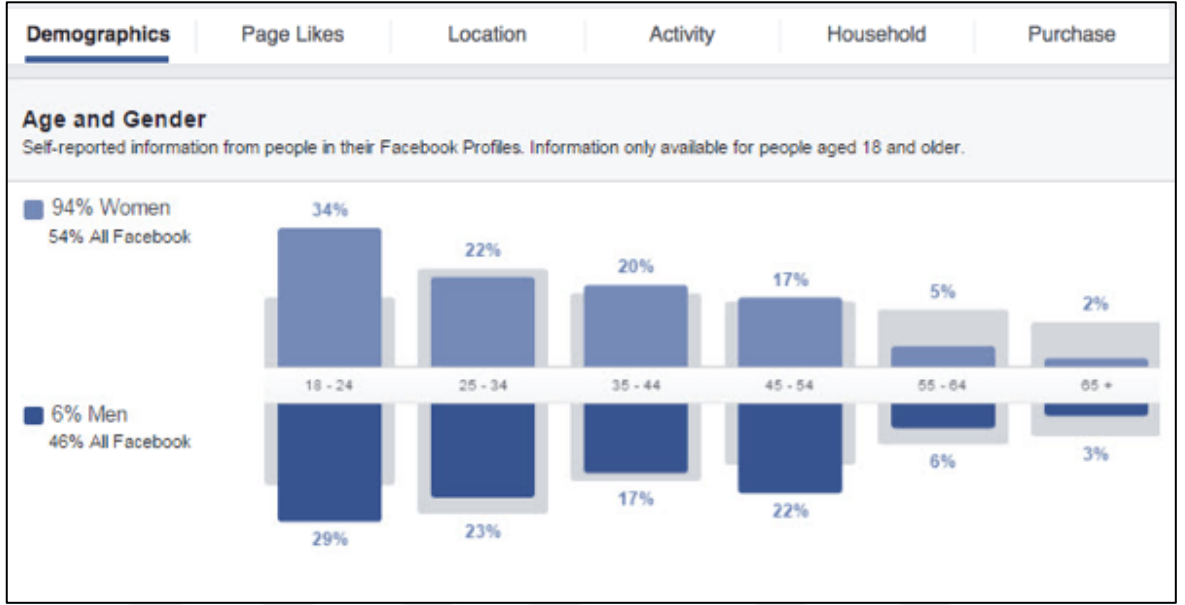 Demographics Page Likes Location Activity Household Purchase
Age and Gender
Self-reported information from people in their Facebook Profiles. Information only available for people aged 18 and older.
94% Women
54% All Facebook
34% 22% 20% 17% 5% 2%
18 - 24 25 - 34 35 - 44 45 - 54 55 - 64 65 +
6% Men
46% All Facebook
29% 23% 17% 22% 6% 3%